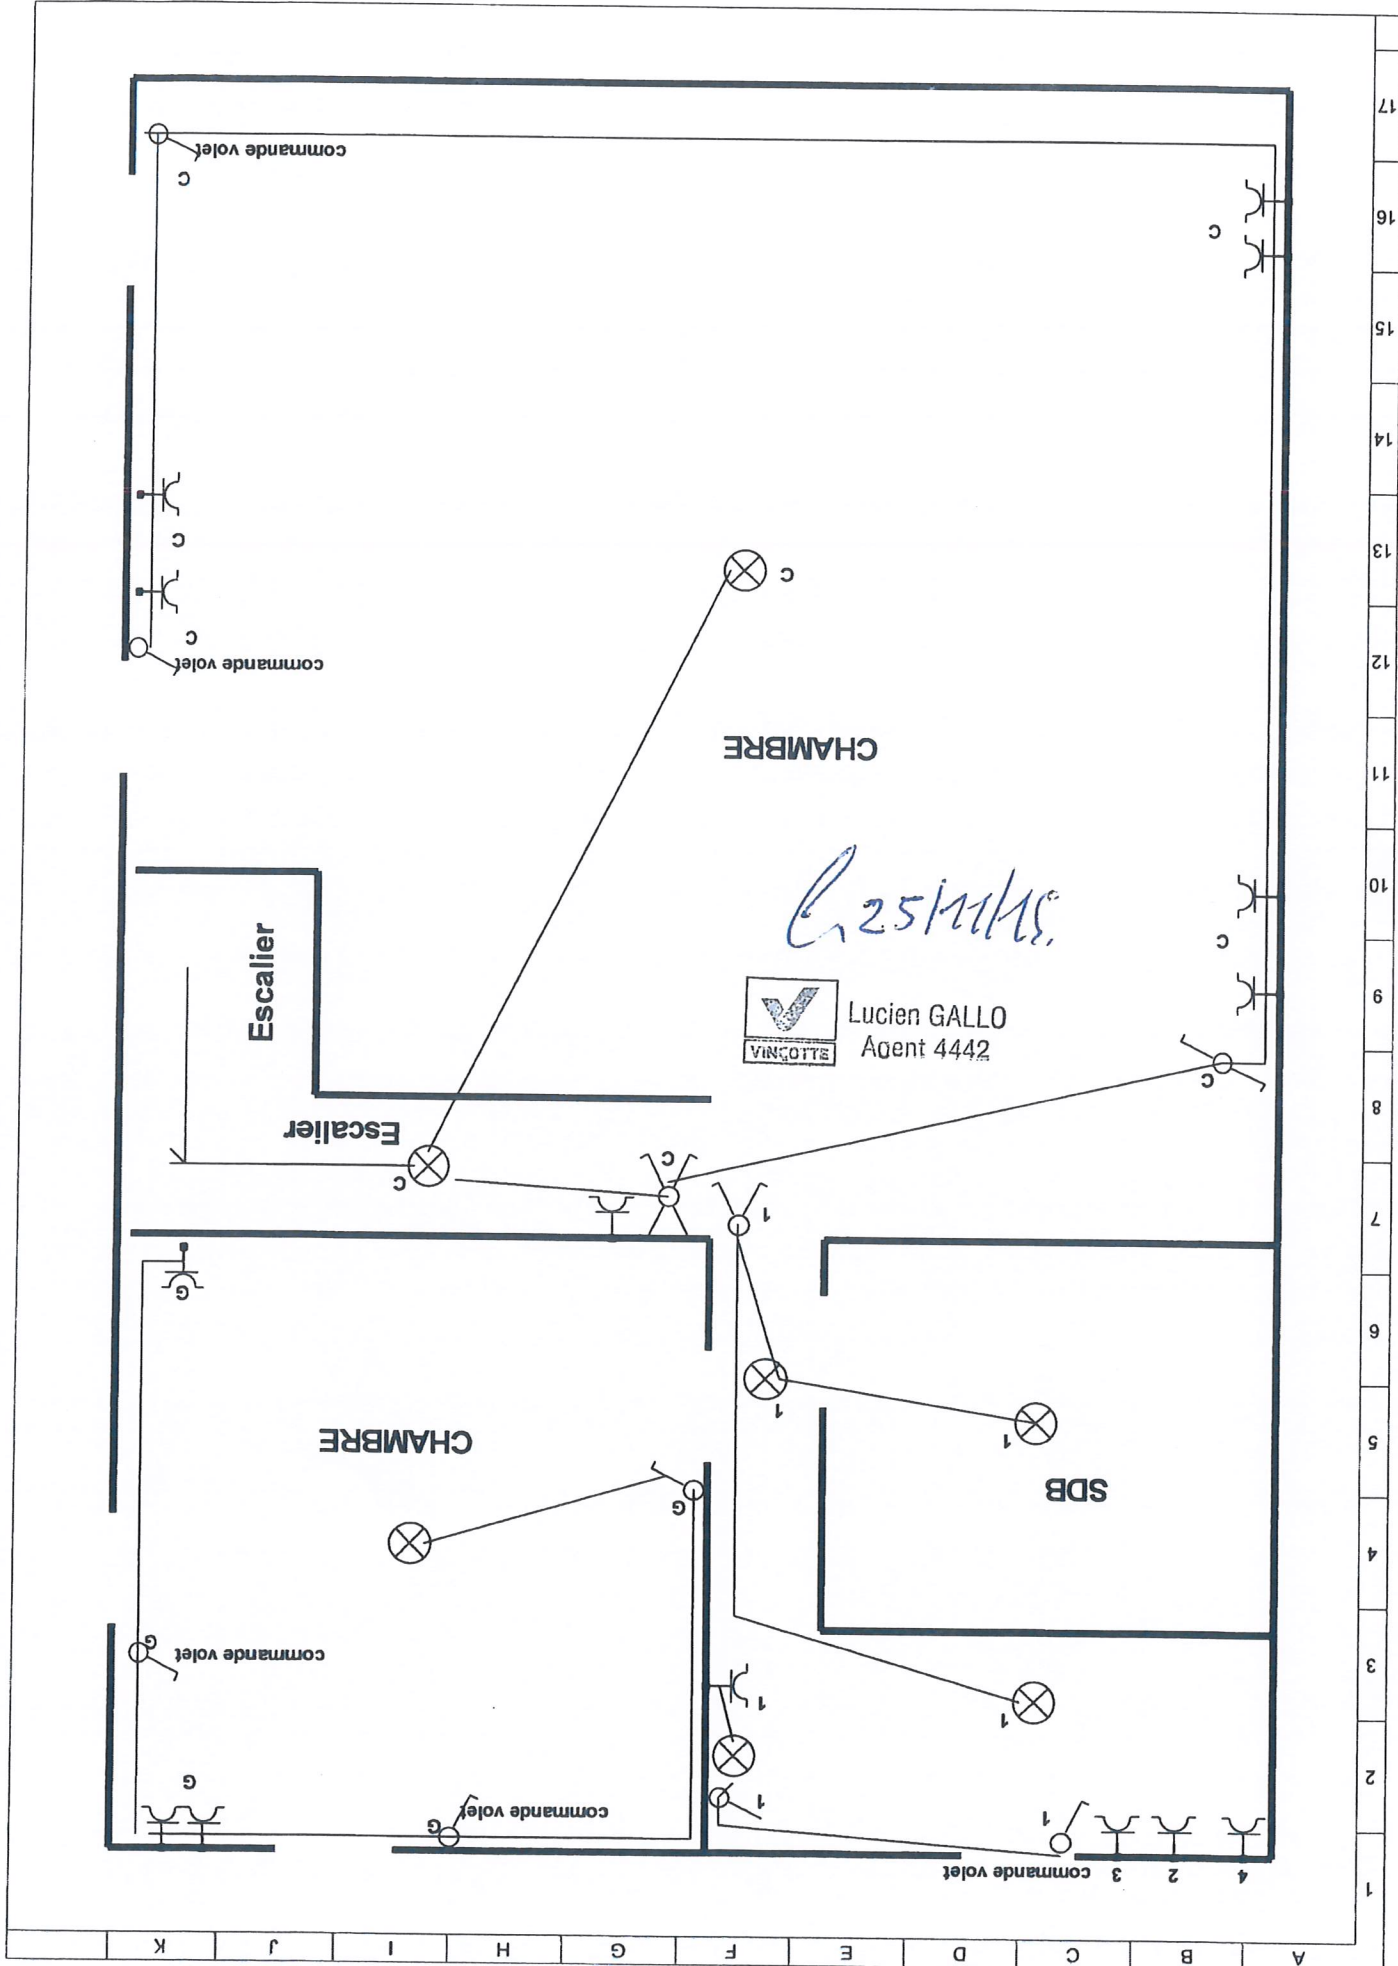 17
16
15
14
13
12
11
10
9
8
7
6
5
4
3
2
1
A
B
C
D
E
F
G
H
I
J
K
commande volet
C
C
C
C
C
commande volet
C
CHAMBRE
25/11/15.
VINÇOTTE
Lucien GALLO
Agent 4442
C
C
Escalier
Escalier
C
C
1
G
1
1
CHAMBRE
SDB
G
G
commande volet
1
1
G
commande volet
G
1
1
commande volet
3
2
4